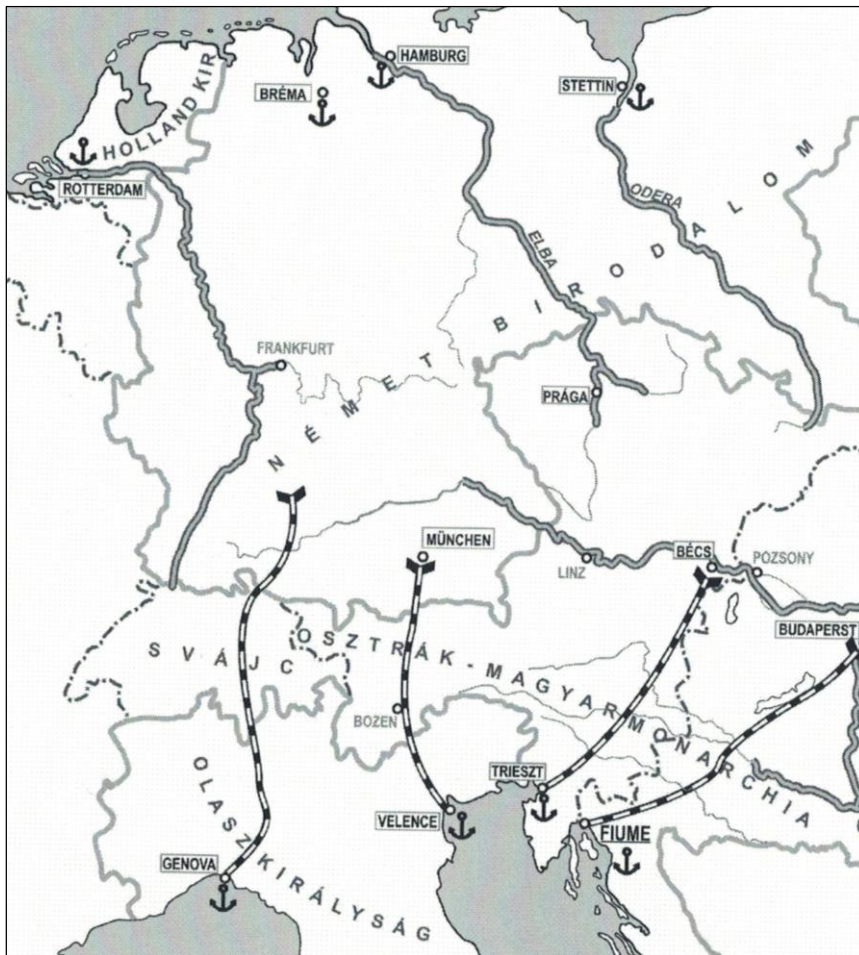 HAMBURG
BRÉMA
STETTIN
HOLLAND KIR
ROTTERDAM
ODERA
ELBA
NÉMET BIRODALOM
FRANKFURT
PRÁGA
MÜNCHEN
LINZ
BÉCS
POZSONY
BUDAPERST
SVÁJC
OSZTRÁK-MAGYAR MONARCHIA
BOZEN
TRIESZT
VELENCE
FIUME
OLASZ KIRÁLYSÁG
GENOVA